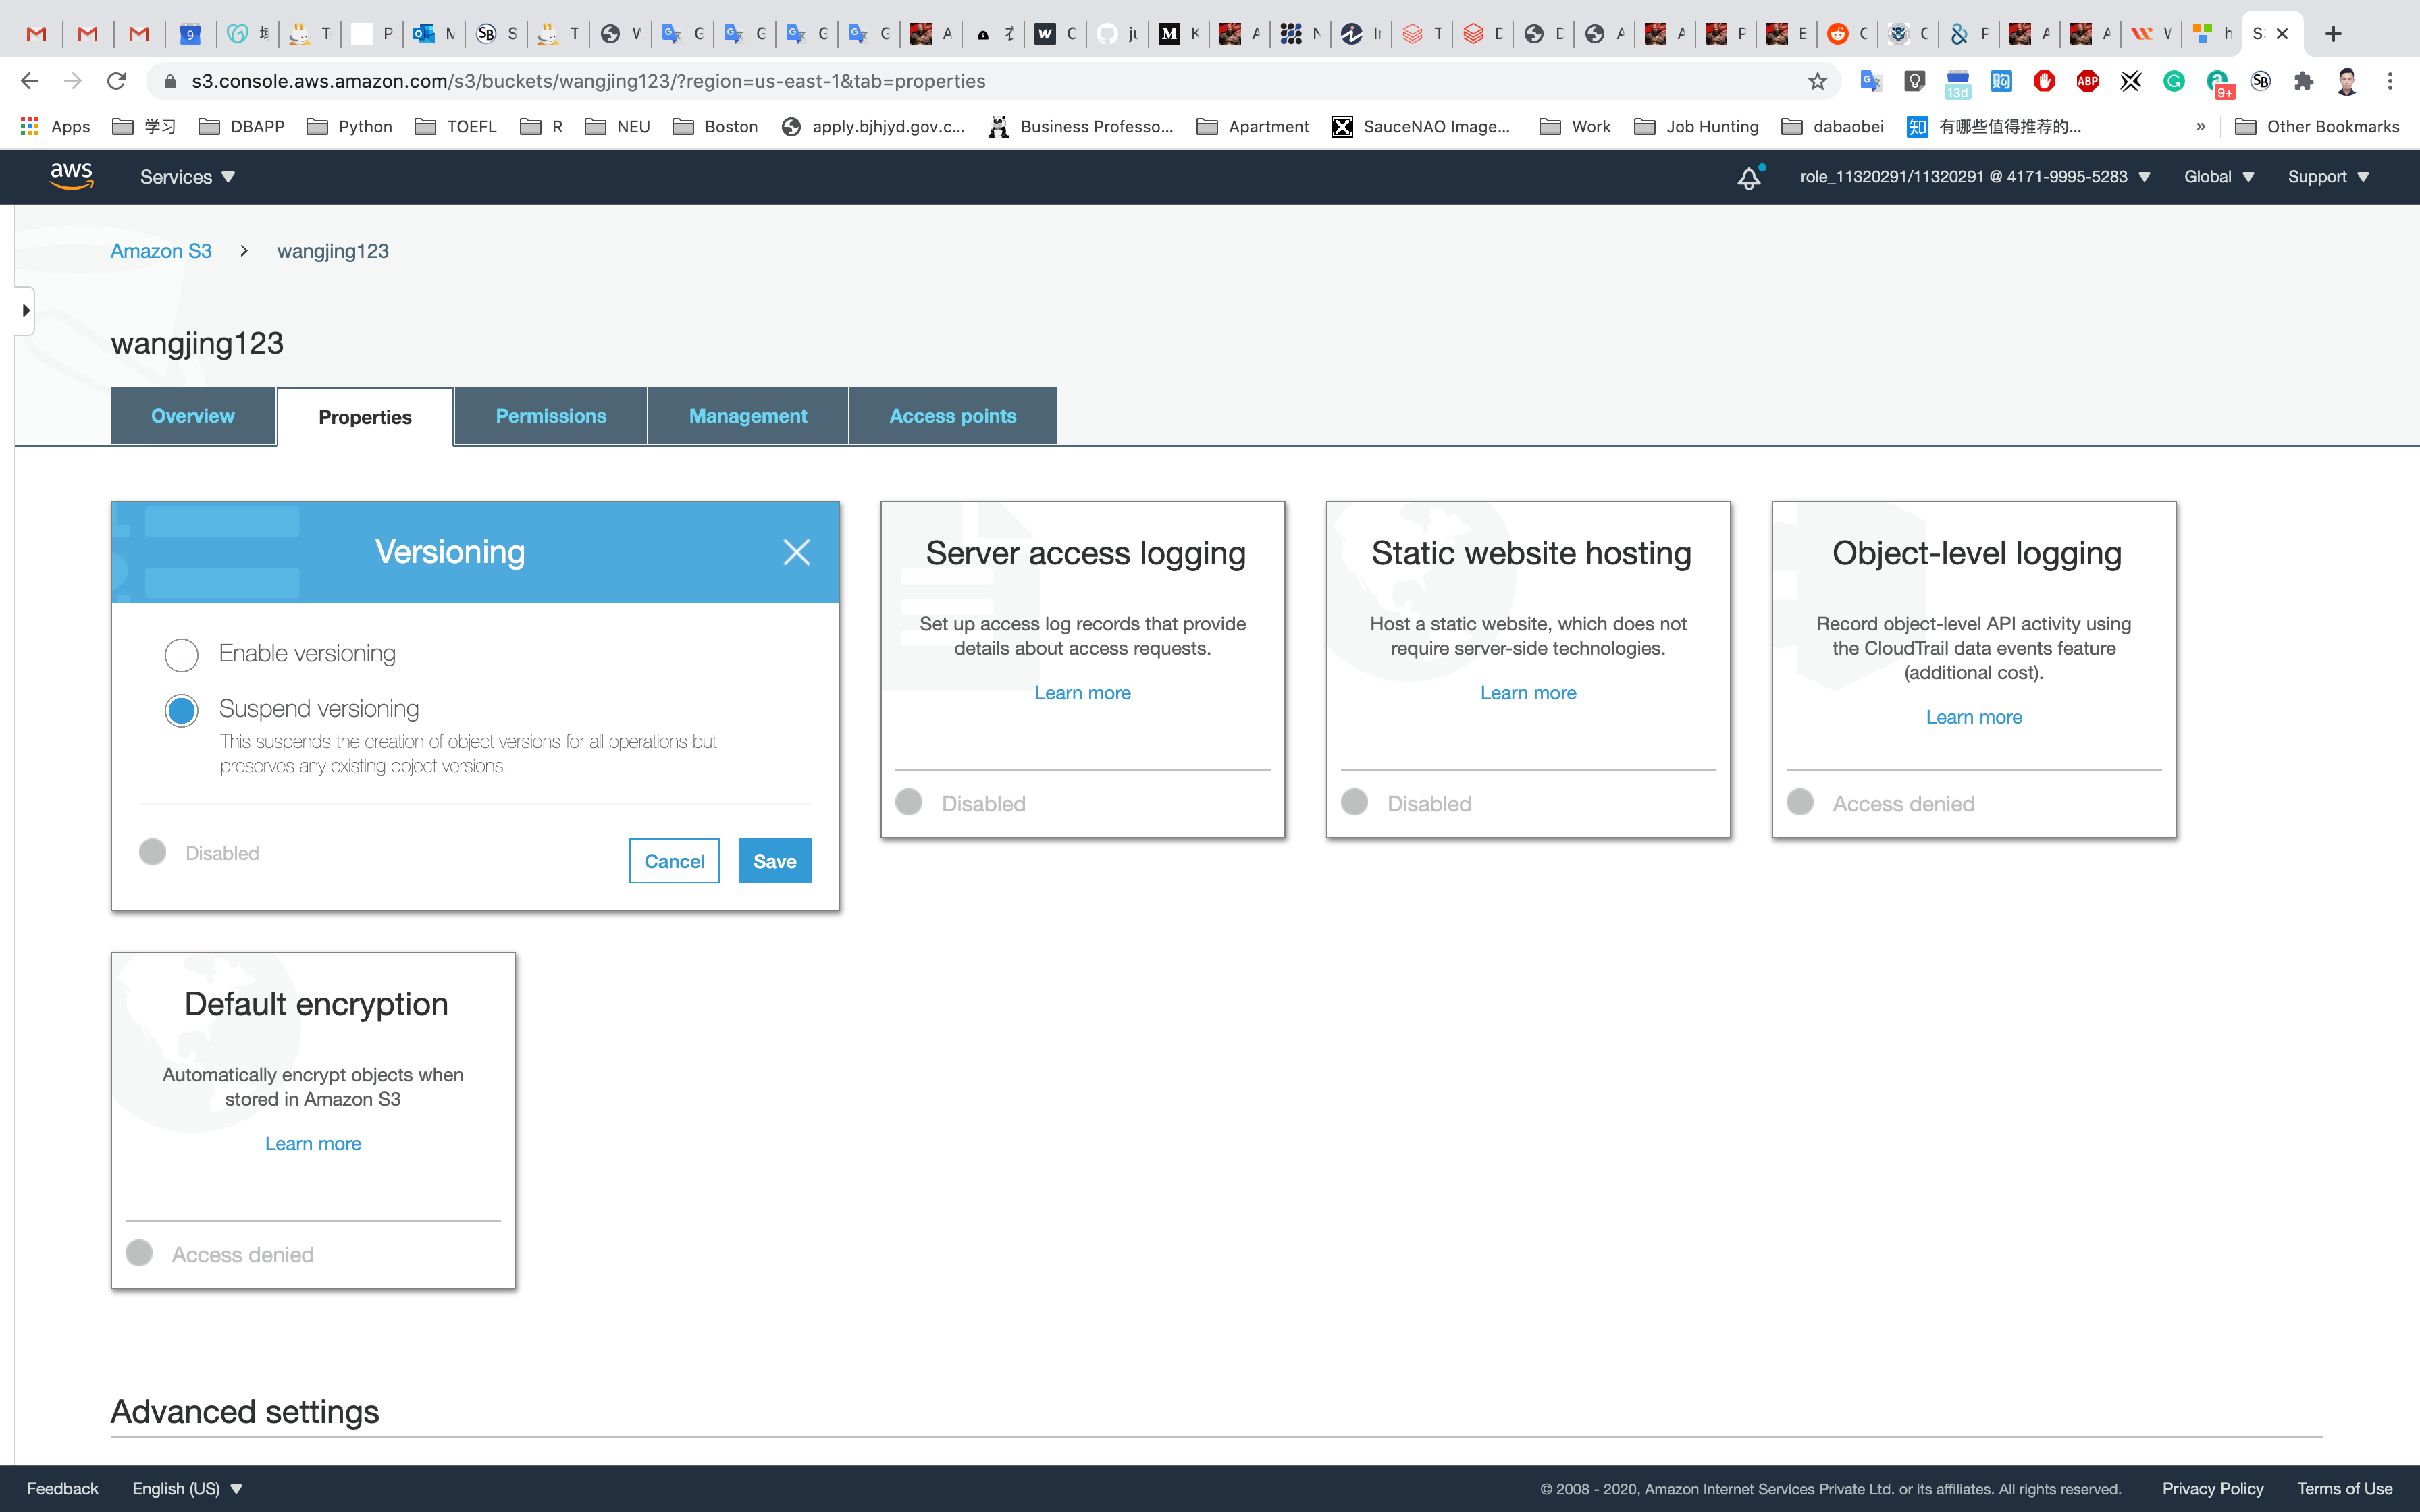 s3.console.aws.amazon.com/s3/buckets/wangjing123/?region=us-east-1&tab=properties
13d
ABP
9+
Apps 学习 DBAPP Python TOEFL R NEU Boston apply.bjhjyd.gov.c... Business Professo... Apartment SauceNAO Image... Work Job Hunting dabaobei 有哪些值得推荐的... » Other Bookmarks
aws Services role_11320291/11320291 @ 4171-9995-5283 Global Support
Amazon S3 > wangjing123
wangjing123
Overview Properties Permissions Management Access points
Versioning
Enable versioning
Suspend versioning
This suspends the creation of object versions for all operations but
preserves any existing object versions.
Disabled
Cancel Save
Server access logging
Set up access log records that provide
details about access requests.
Learn more
Disabled
Static website hosting
Host a static website, which does not
require server-side technologies.
Learn more
Disabled
Object-level logging
Record object-level API activity using
the CloudTrail data events feature
(additional cost).
Learn more
Access denied
Default encryption
Automatically encrypt objects when
stored in Amazon S3
Learn more
Access denied
Advanced settings
Feedback English (US) © 2008 - 2020, Amazon Internet Services Private Ltd. or its affiliates. All rights reserved. Privacy Policy Terms of Use